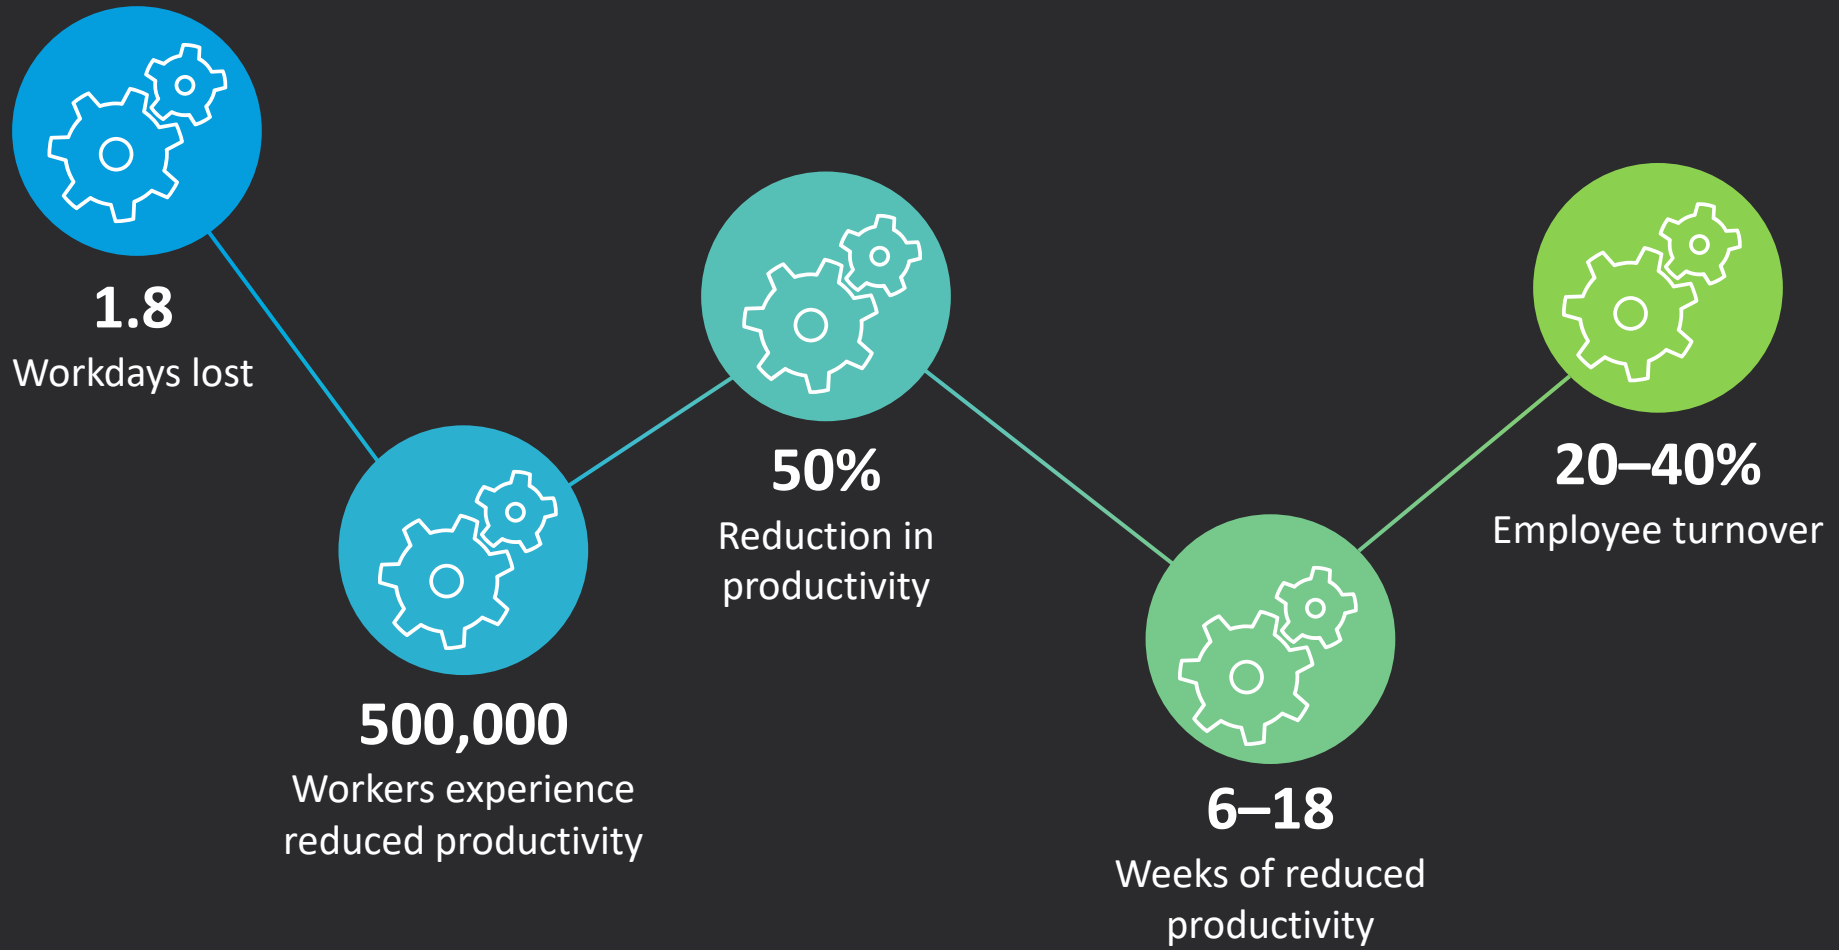 1.8
Workdays lost
500,000
Workers experience
reduced productivity
50%
Reduction in
productivity
6–18
Weeks of reduced
productivity
20–40%
Employee turnover